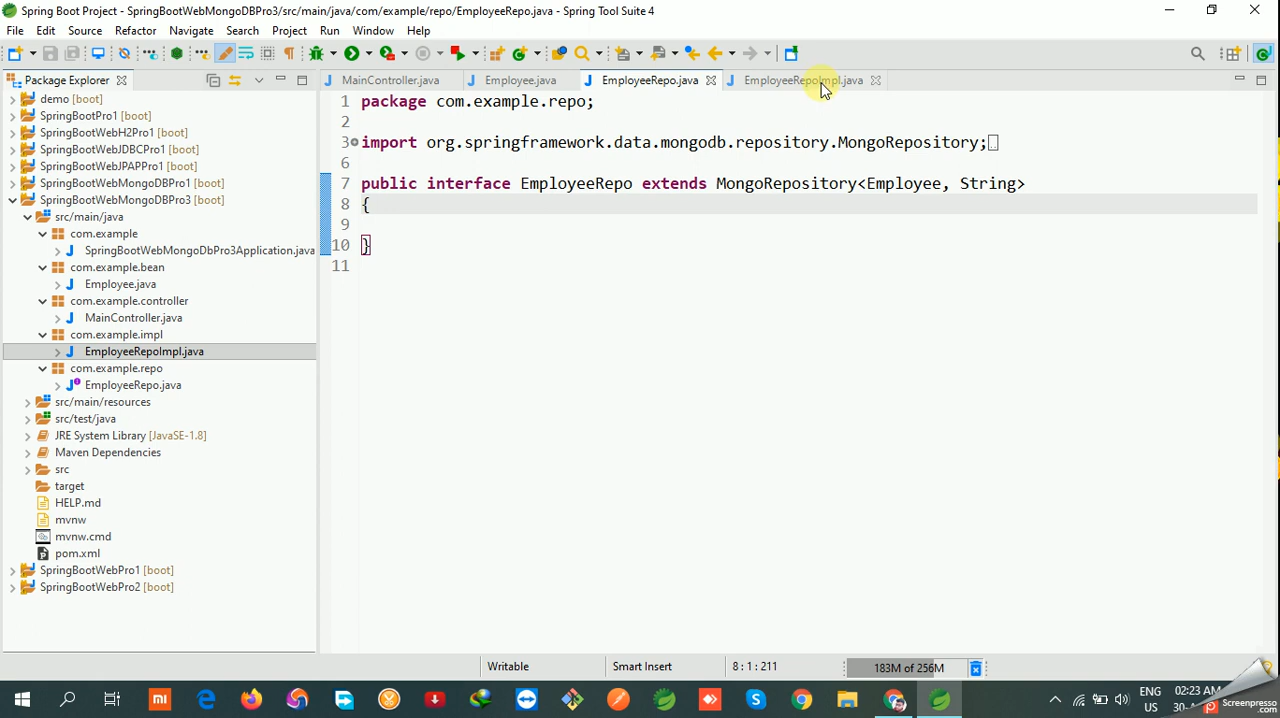 Spring Boot Project - SpringBootWebMongoDBPro3/src/main/java/com/example/repo/EmployeeRepo.java - Spring Tool Suite 4
File Edit Source Refactor Navigate Search Project Run Window Help
Package Explorer
MainController.java Employee.java EmployeeRepo.java EmployeeRepoImpl.java
demo [boot]
SpringBootPro1 [boot]
SpringBootWebH2Pro1 [boot]
SpringBootWebJDBCPro1 [boot]
SpringBootWebJPAPPro1 [boot]
SpringBootWebMongoDBPro1 [boot]
SpringBootWebMongoDBPro3 [boot]
src/main/java
com.example
SpringBootWebMongoDbPro3Application.java
com.example.bean
Employee.java
com.example.controller
MainController.java
com.example.impl
EmployeeRepoImpl.java
com.example.repo
EmployeeRepo.java
src/main/resources
src/test/java
JRE System Library [JavaSE-1.8]
Maven Dependencies
src
target
HELP.md
mvnw
mvnw.cmd
pom.xml
SpringBootWebPro1 [boot]
SpringBootWebPro2 [boot]
1 package com.example.repo;
2
3 import org.springframework.data.mongodb.repository.MongoRepository;
6
7 public interface EmployeeRepo extends MongoRepository<Employee, String>
8 {
9
10 }
11
Writable Smart Insert 8 : 1 : 211 183M of 256M
mi
ENG 02:23 AM
US
Screenpresso
.com